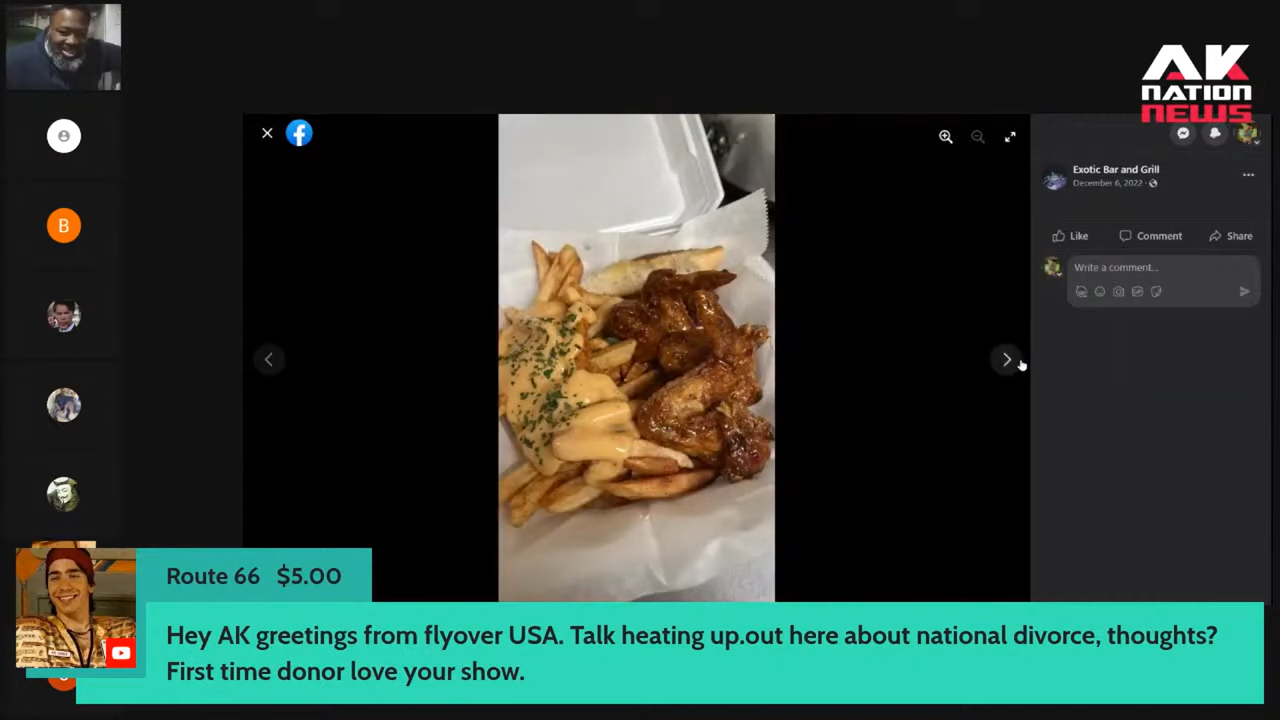 AK
NATION
NEWS
Exotic Bar and Grill
December 6, 2022 ·
Like
Comment
Share
Write a comment...
GIF
B
Route 66 $5.00
Hey AK greetings from flyover USA. Talk heating up.out here about national divorce, thoughts?
First time donor love your show.